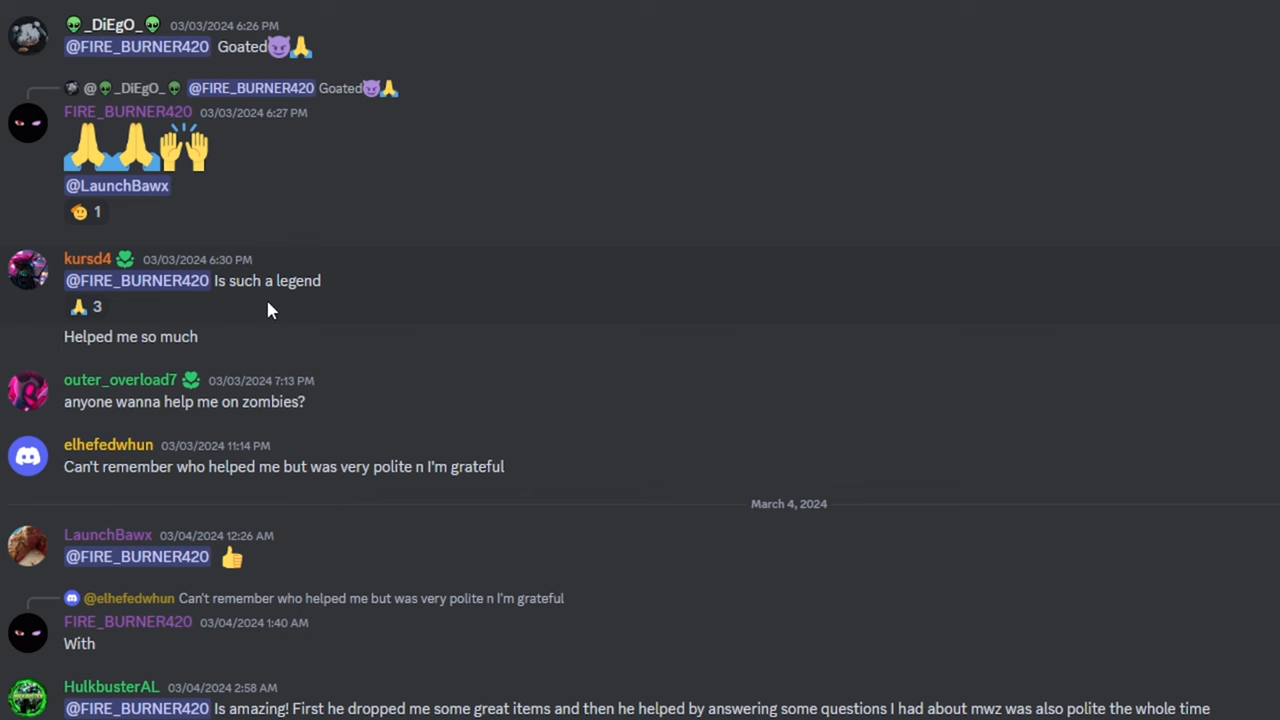 👽_DiEgO_👽 03/03/2024 6:26 PM
@FIRE_BURNER420 Goated😈🙏
@👽_DiEgO_👽 @FIRE_BURNER420 Goated😈🙏
FIRE_BURNER420 03/03/2024 6:27 PM
🙏🙏🙌
@LaunchBawx
🫡 1
kursd4 03/03/2024 6:30 PM
@FIRE_BURNER420 Is such a legend
🙏 3
Helped me so much
outer_overload7 03/03/2024 7:13 PM
anyone wanna help me on zombies?
elhefedwhun 03/03/2024 11:14 PM
Can't remember who helped me but was very polite n I'm grateful
March 4, 2024
LaunchBawx 03/04/2024 12:26 AM
@FIRE_BURNER420 👍
@elhefedwhun Can't remember who helped me but was very polite n I'm grateful
FIRE_BURNER420 03/04/2024 1:40 AM
With
HulkbusterAL 03/04/2024 2:58 AM
@FIRE_BURNER420 Is amazing! First he dropped me some great items and then he helped by answering some questions I had about mwz was also polite the whole time